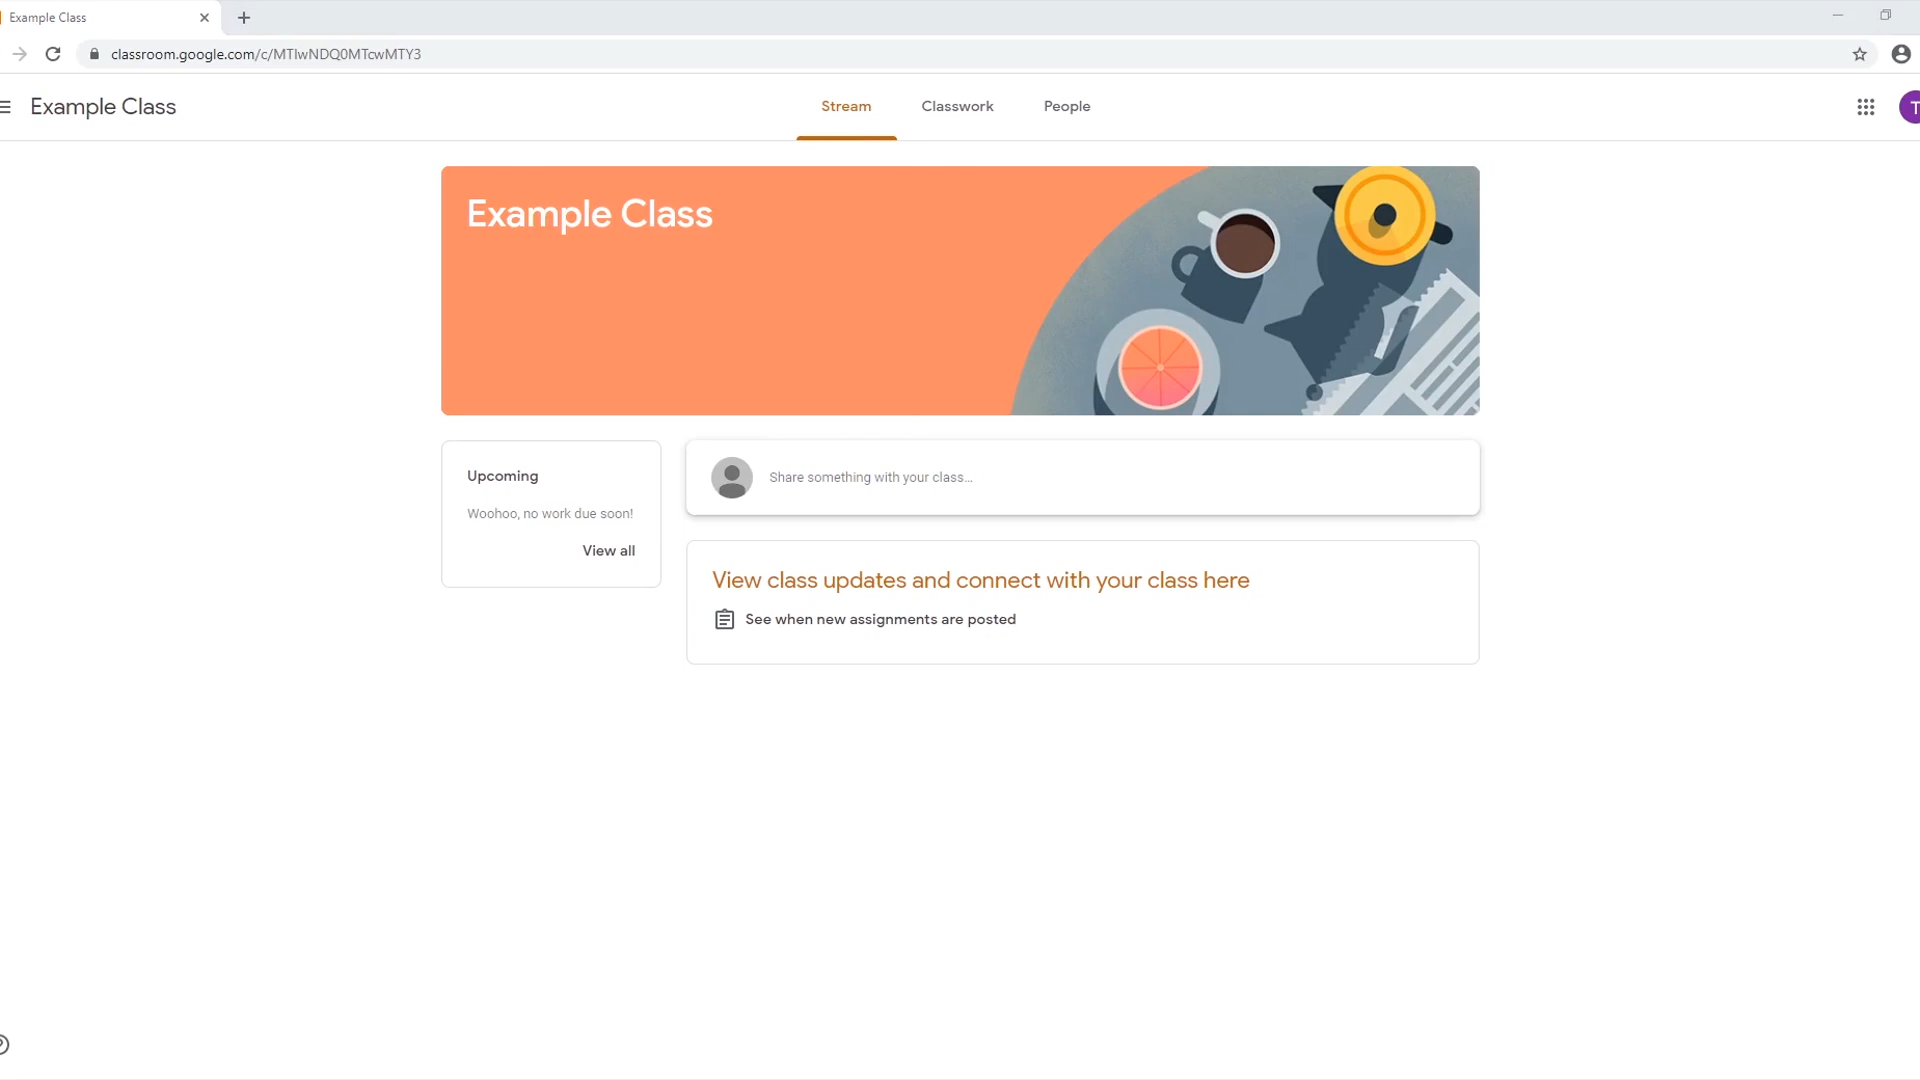 Example Class
classroom.google.com/c/MTIwNDQ0MTcwMTY3
Example Class
Stream
Classwork
People
T
Example Class
Upcoming
Woohoo, no work due soon!
View all
Share something with your class...
View class updates and connect with your class here
See when new assignments are posted